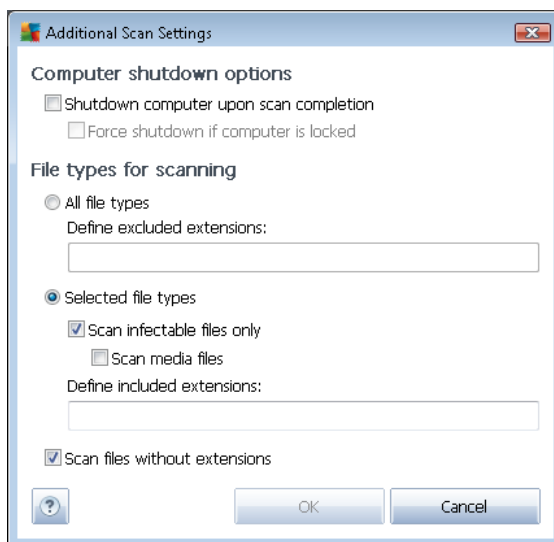 Additional Scan Settings
Computer shutdown options
Shutdown computer upon scan completion
Force shutdown if computer is locked
File types for scanning
All file types
Define excluded extensions:
Selected file types
Scan infectable files only
Scan media files
Define included extensions:
Scan files without extensions
? OK Cancel